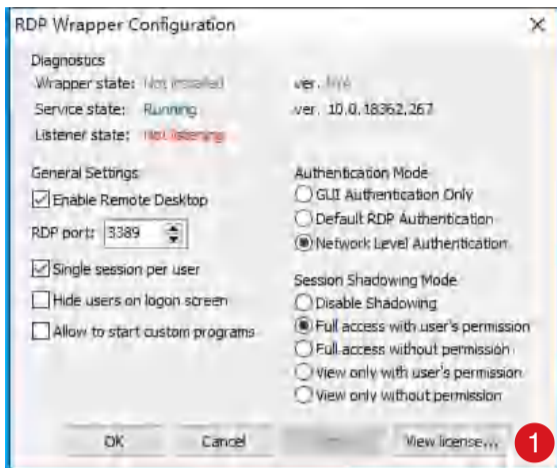 RDP Wrapper Configuration
Diagnostics
Wrapper state: Not installed ver. N/A
Service state: Running ver. 10.0.18362.267
Listener state: Not listening
General Settings
Enable Remote Desktop
RDP port: 3389
Single session per user
Hide users on logon screen
Allow to start custom programs
Authentication Mode
GUI Authentication Only
Default RDP Authentication
Network Level Authentication
Session Shadowing Mode
Disable Shadowing
Full access with user's permission
Full access without permission
View only with user's permission
View only without permission
OK Cancel View license...
1